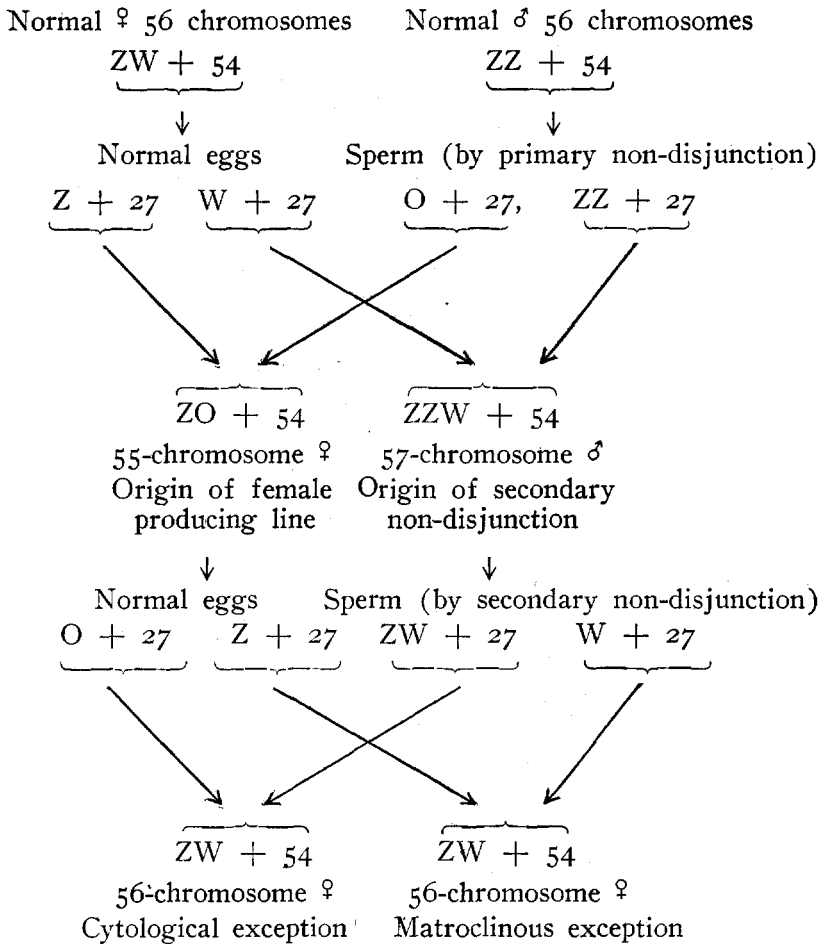 Normal ♀ 56 chromosomes Normal ♂ 56 chromosomes
ZW + 54 ZZ + 54
Normal eggs Sperm (by primary non-disjunction)
Z + 27 W + 27 O + 27, ZZ + 27
ZO + 54 ZZW + 54
55-chromosome ♀ 57-chromosome ♂
Origin of female Origin of secondary
producing line non-disjunction
Normal eggs Sperm (by secondary non-disjunction)
O + 27 Z + 27 ZW + 27 W + 27
ZW + 54 ZW + 54
56-chromosome ♀ 56-chromosome ♀
Cytological exception Matroclinous exception